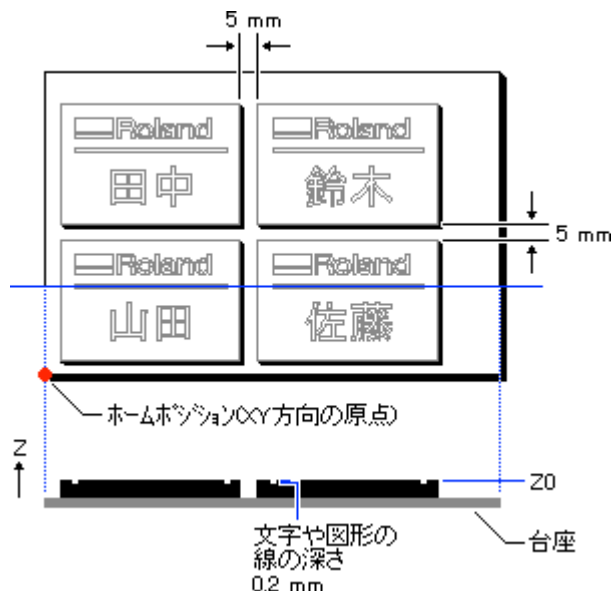 5 mm
Roland
田中
Roland
鈴木
5 mm
Roland
山田
Roland
佐藤
ホームポジション(XY方向の原点)
Z
Z0
文字や図形の
線の深さ
0.2 mm
台座